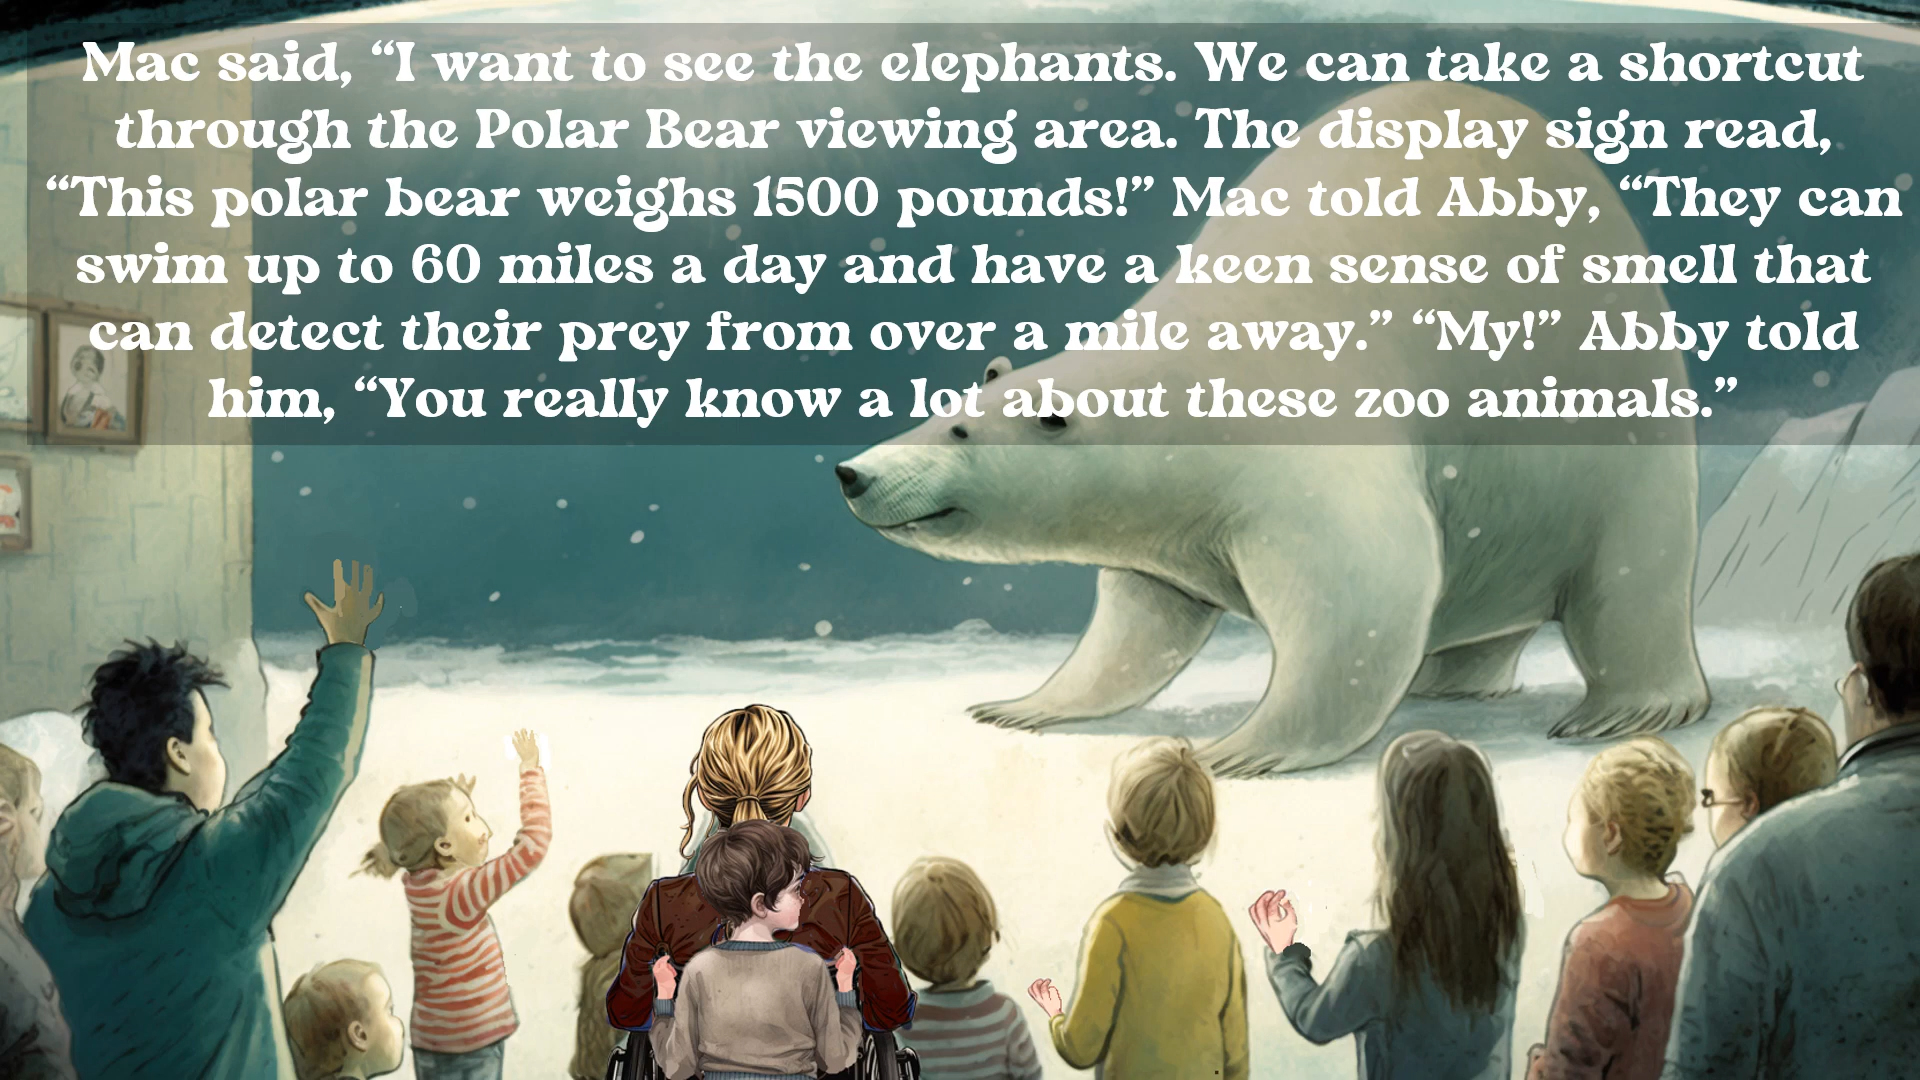 Mac said, “I want to see the elephants. We can take a shortcut
through the Polar Bear viewing area. The display sign read,
“This polar bear weighs 1500 pounds!” Mac told Abby, “They can
swim up to 60 miles a day and have a keen sense of smell that
can detect their prey from over a mile away.” “My!” Abby told
him, “You really know a lot about these zoo animals.”